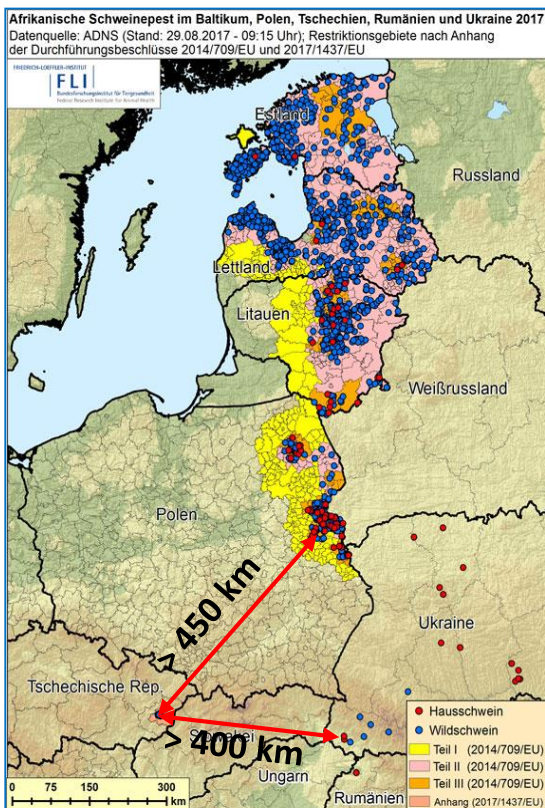 Afrikanische Schweinepest im Baltikum, Polen, Tschechien, Rumänien und Ukraine 2017
Datenquelle: ADNS (Stand: 29.08.2017 - 09:15 Uhr); Restriktionsgebiete nach Anhang
der Durchführungsbeschlüsse 2014/709/EU und 2017/1437/EU
FRIEDRICH-LOEFFLER-INSTITUT
FLI
Bundesforschungsinstitut für Tiergesundheit
Federal Research Institute for Animal Health
Estland
Russland
Lettland
Litauen
Weißrussland
Polen
> 450 km
Ukraine
Tschechische Rep.
Slowakei
> 400 km
Ungarn
Rumänien
Hausschwein
Wildschwein
Teil I (2014/709/EU)
Teil II (2014/709/EU)
Teil III (2014/709/EU)
Anhang (2017/1437/EU)
0 75 150 300
km